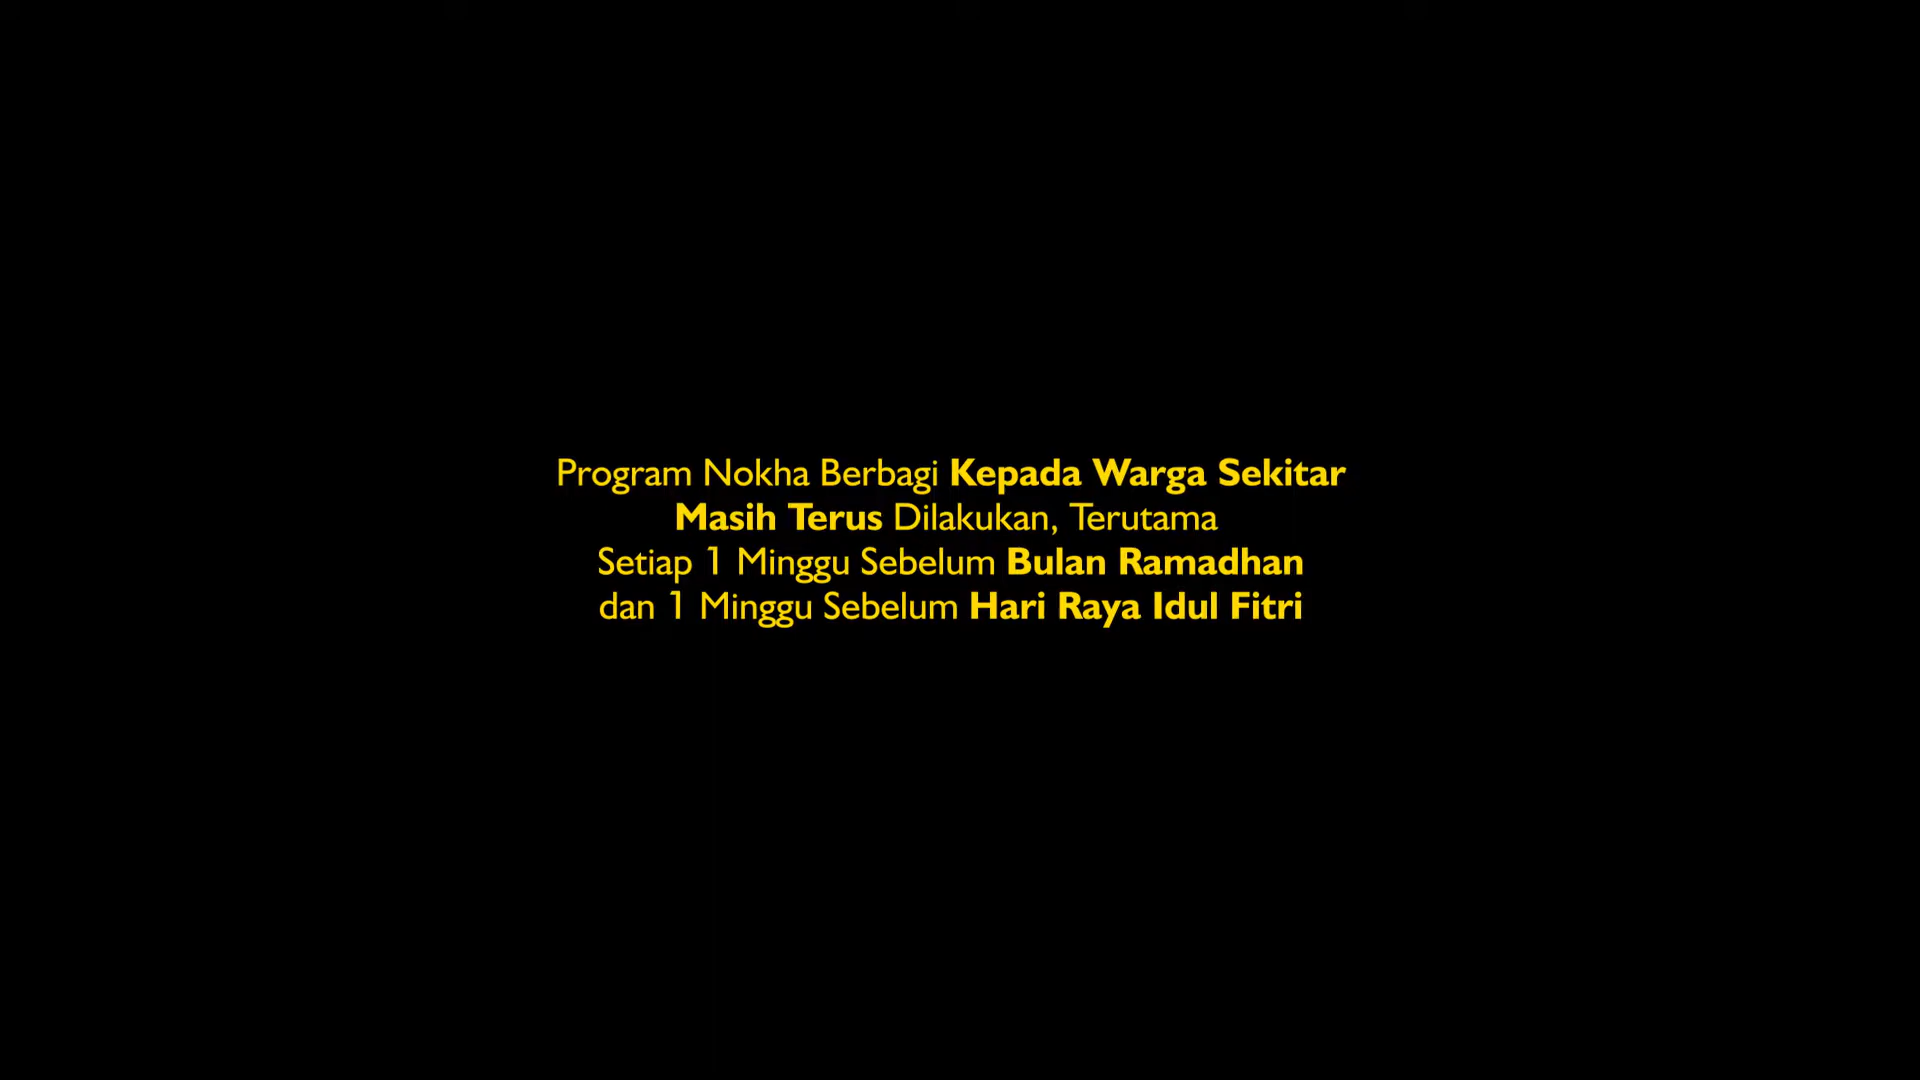 Program Nokha Berbagi Kepada Warga Sekitar
Masih Terus Dilakukan, Terutama
Setiap 1 Minggu Sebelum Bulan Ramadhan
dan 1 Minggu Sebelum Hari Raya Idul Fitri